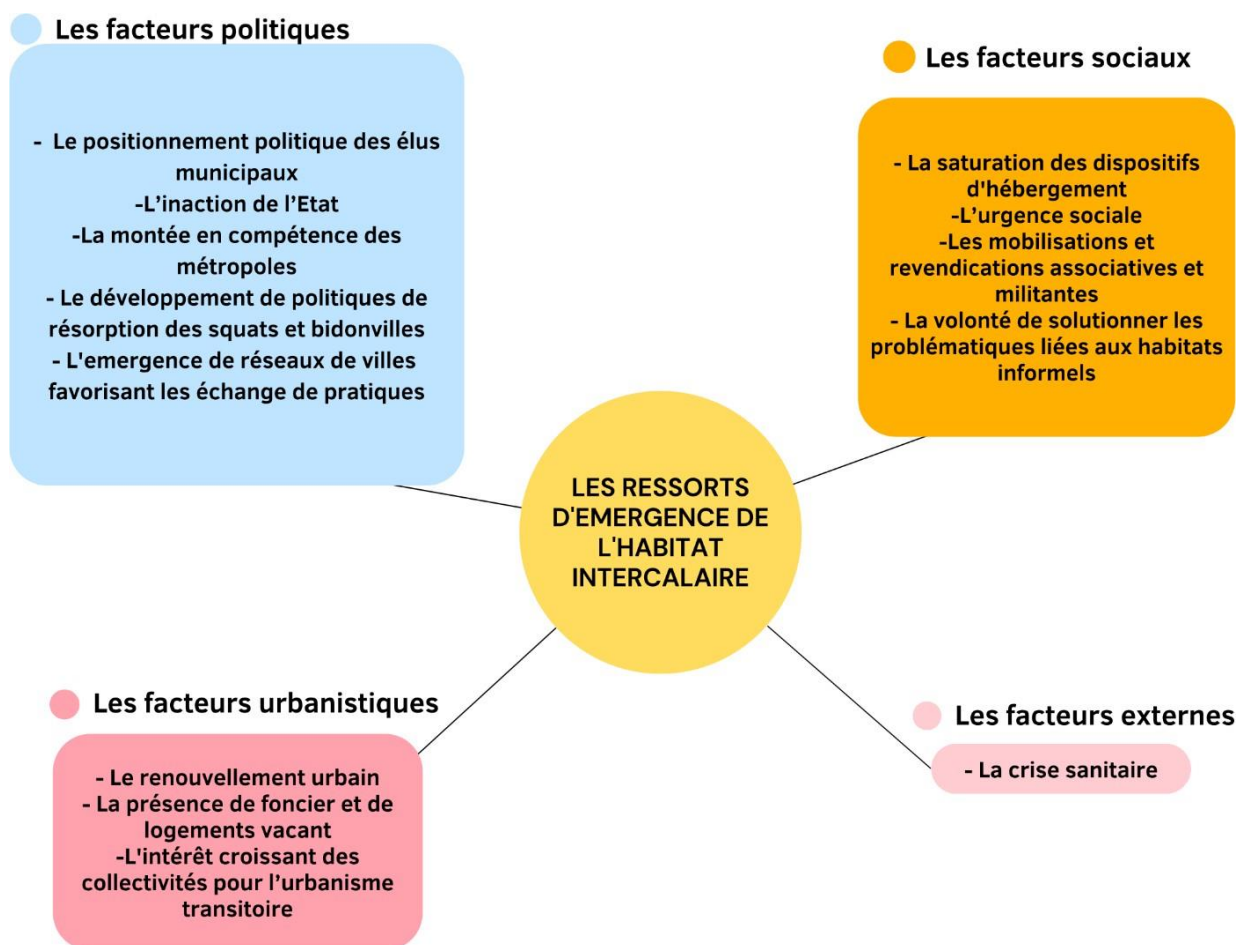 Les facteurs politiques
- Le positionnement politique des élus
municipaux
-L'inaction de l'Etat
-La montée en compétence des
métropoles
- Le développement de politiques de
résorption des squats et bidonvilles
- L'emergence de réseaux de villes
favorisant les échange de pratiques
Les facteurs sociaux
- La saturation des dispositifs
d'hébergement
-L'urgence sociale
-Les mobilisations et
revendications associatives et
militantes
- La volonté de solutionner les
problématiques liées aux habitats
informels
LES RESSORTS
D'EMERGENCE DE
L'HABITAT
INTERCALAIRE
Les facteurs urbanistiques
- Le renouvellement urbain
- La présence de foncier et de
logements vacant
-L'intérêt croissant des
collectivités pour l'urbanisme
transitoire
Les facteurs externes
- La crise sanitaire